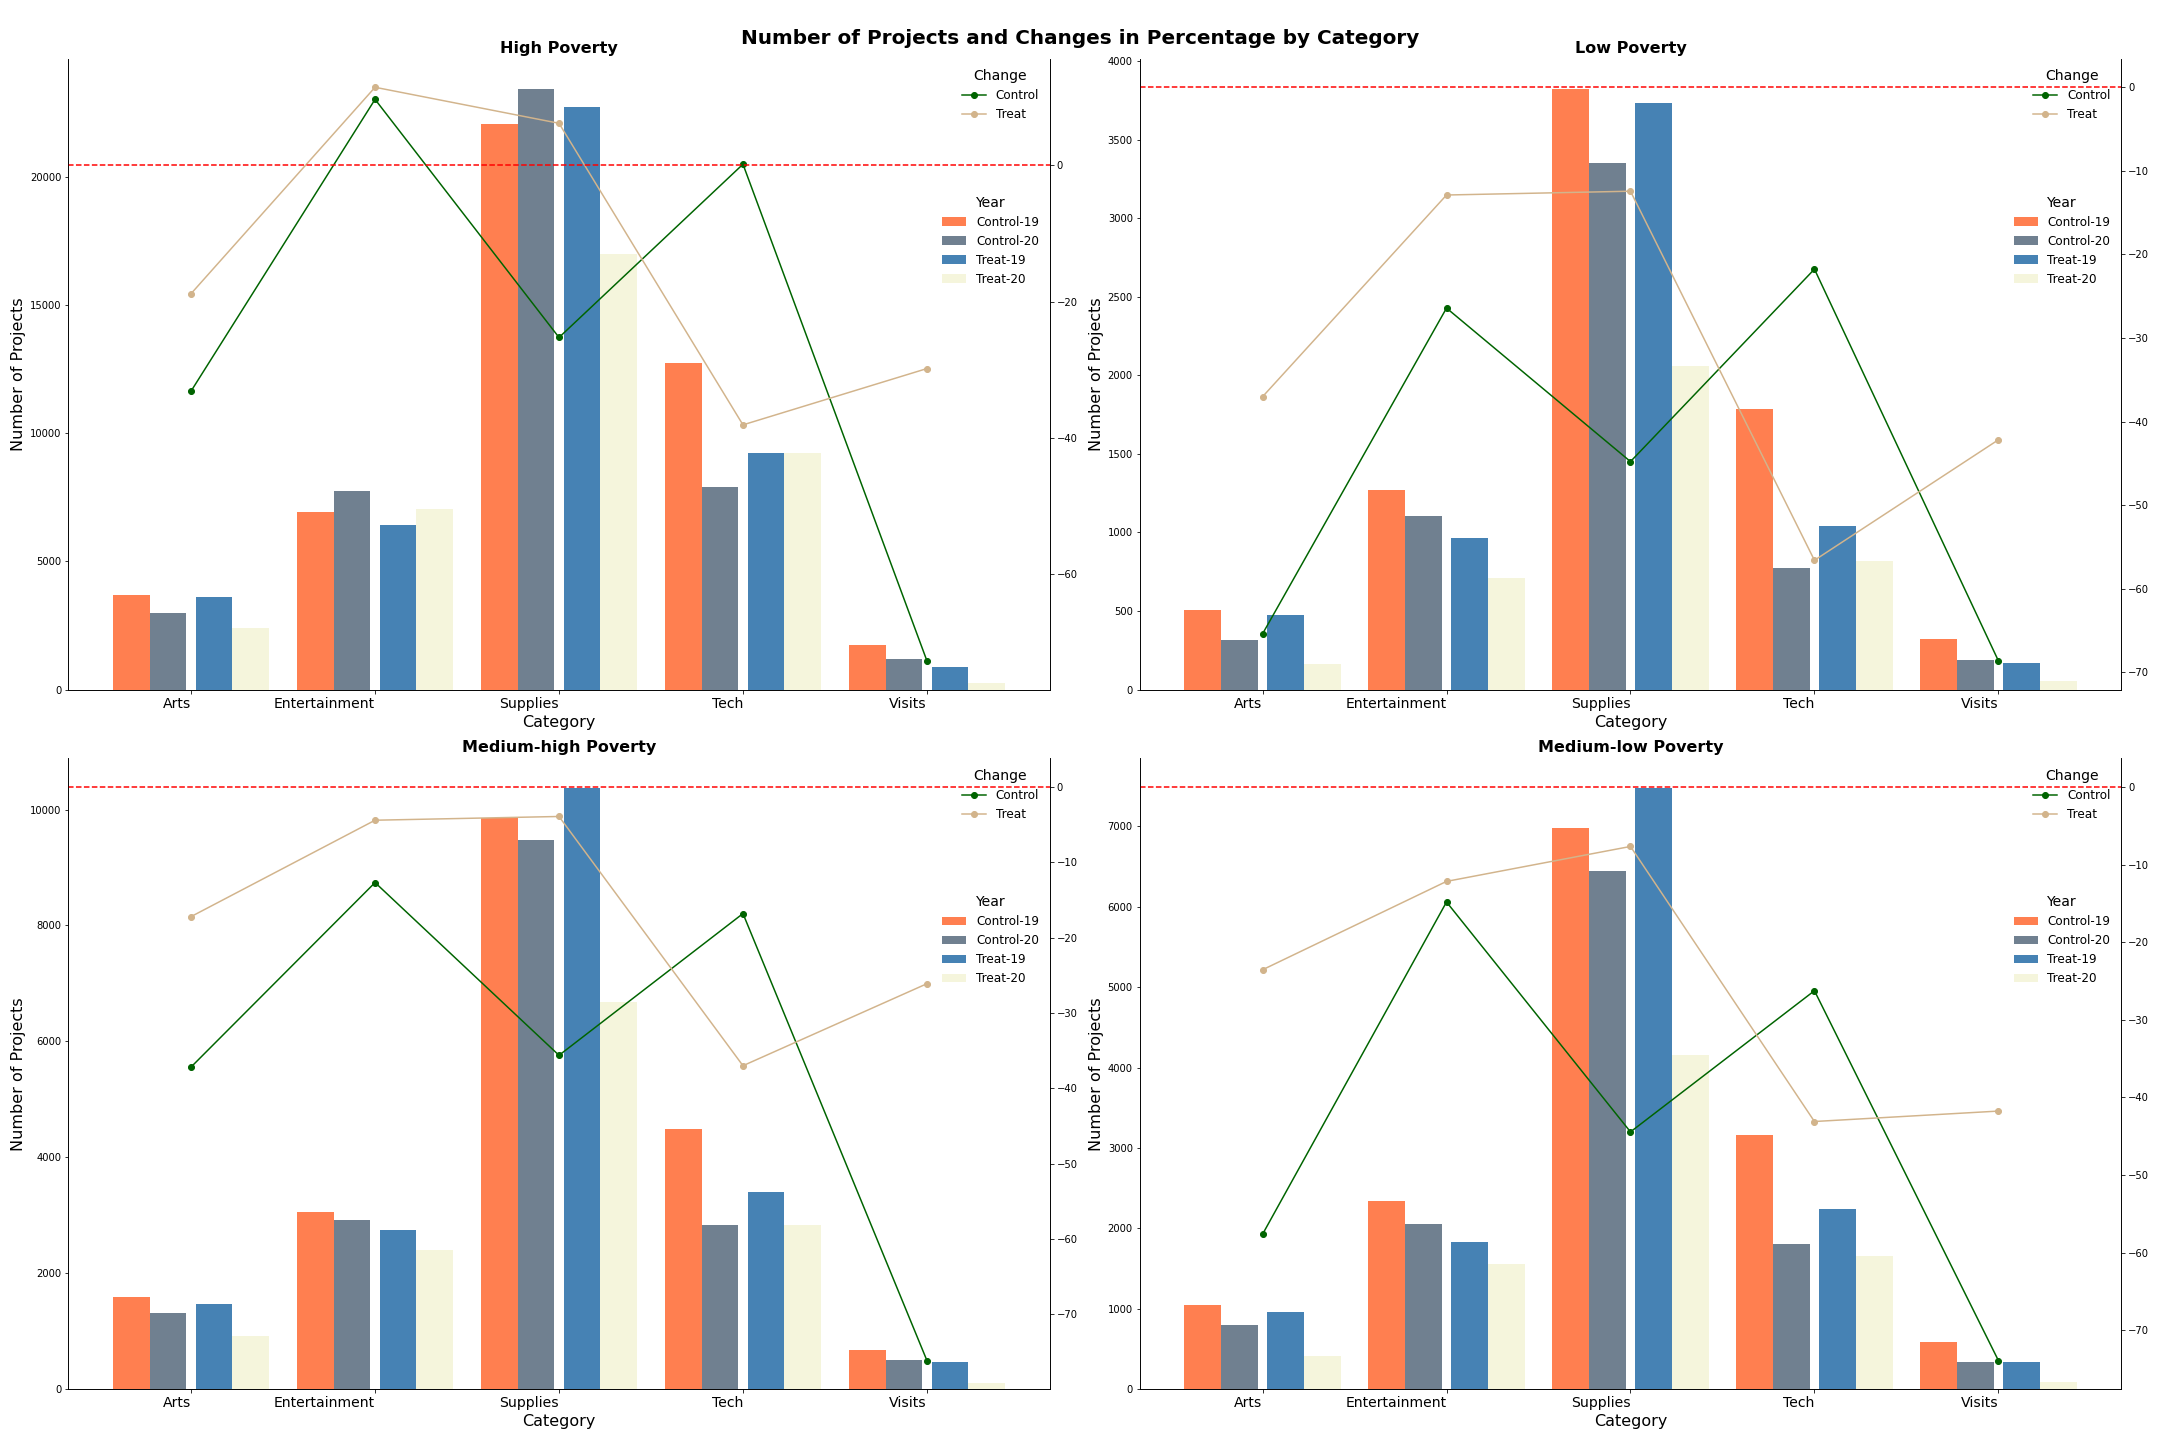 Number of Projects and Changes in Percentage by Category
High Poverty
Number of Projects
20000
15000
10000
5000
0
0
−20
−40
−60
Change
Control
Treat
Year
Control-19
Control-20
Treat-19
Treat-20
Arts
Entertainment
Supplies
Tech
Visits
Category
Low Poverty
Number of Projects
4000
3500
3000
2500
2000
1500
1000
500
0
0
−10
−20
−30
−40
−50
−60
−70
Change
Control
Treat
Year
Control-19
Control-20
Treat-19
Treat-20
Arts
Entertainment
Supplies
Tech
Visits
Category
Medium-high Poverty
Number of Projects
10000
8000
6000
4000
2000
0
0
−10
−20
−30
−40
−50
−60
−70
Change
Control
Treat
Year
Control-19
Control-20
Treat-19
Treat-20
Arts
Entertainment
Supplies
Tech
Visits
Category
Medium-low Poverty
Number of Projects
7000
6000
5000
4000
3000
2000
1000
0
0
−10
−20
−30
−40
−50
−60
−70
Change
Control
Treat
Year
Control-19
Control-20
Treat-19
Treat-20
Arts
Entertainment
Supplies
Tech
Visits
Category